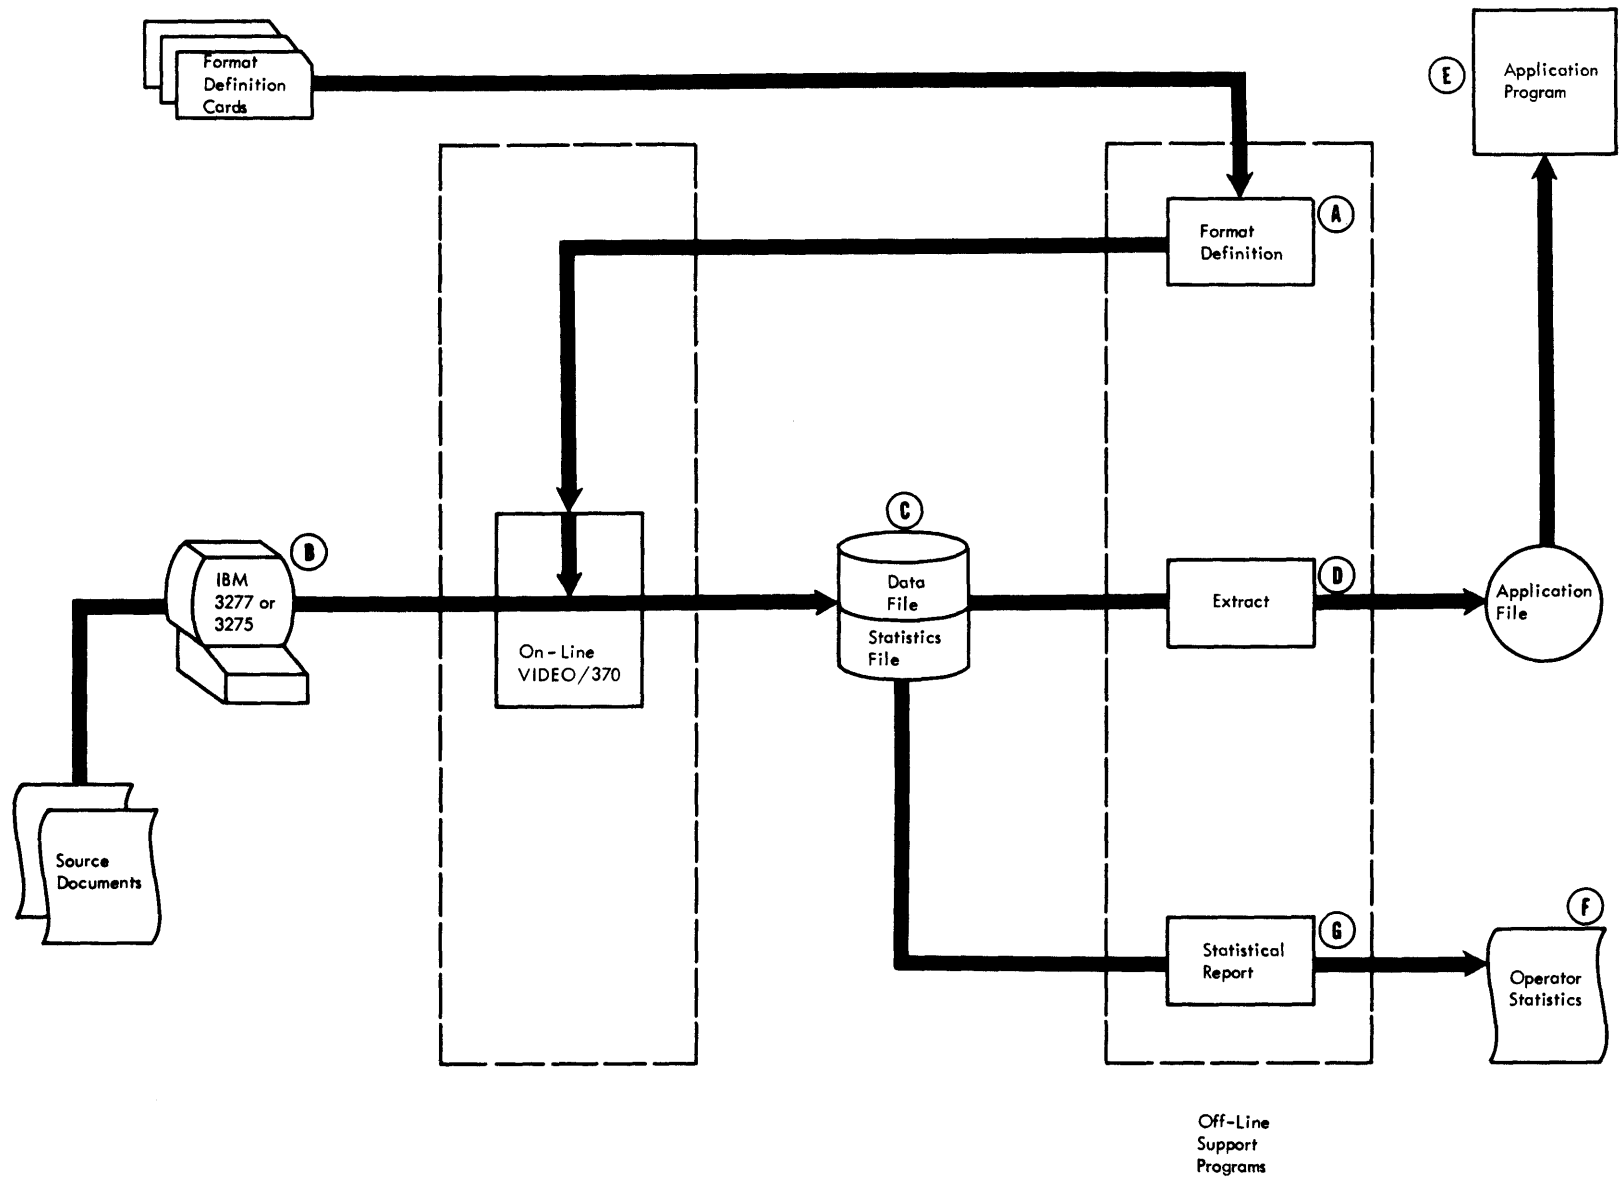 Format
Definition
Cards
E
Application
Program
A
Format
Definition
B
IBM
3277 or
3275
On-Line
VIDEO/370
C
Data
File
Statistics
File
D
Extract
Application
File
Source
Documents
G
Statistical
Report
F
Operator
Statistics
Off-Line
Support
Programs